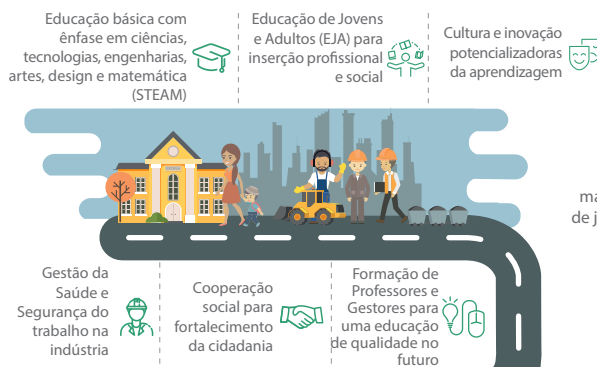 Educação básica com
ênfase em ciências,
tecnologias, engenharias,
artes, design e matemática
(STEAM)
Educação de Jovens
e Adultos (EJA) para
inserção profissional
e social
Cultura e inovação
potencializadoras
da aprendizagem
Gestão da
Saúde e
Segurança do
trabalho na
indústria
Cooperação
social para
fortalecimento
da cidadania
Formação de
Professores e
Gestores para
uma educação
de qualidade no
futuro
de j